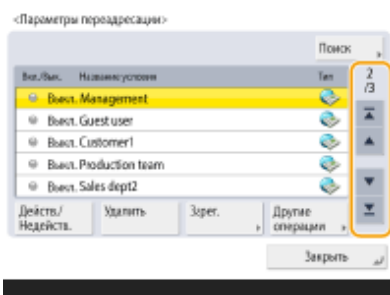 <Параметры переадресации>
Поиск
Вкл./Вык. Название условия Тип
2
/3
Выкл. Management
Выкл. Guest user
Выкл. Customer1
Выкл. Production team
Выкл. Sales dept2
Действ./
Недейств.
Удалить
Зарег.
Другие
операции
Закрыть